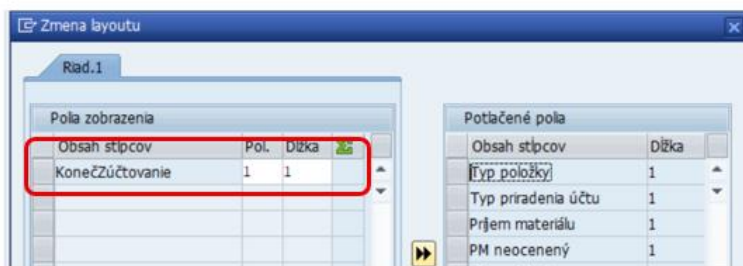 Zmena layoutu
Riad.1
Polia zobrazenia
Obsah stĺpcov Pol. Dĺžka
KonečZúčtovanie 1 1
Potlačené polia
Obsah stĺpcov Dĺžka
Typ položky 1
Typ priradenia účtu 1
Príjem materiálu 1
PM neocenený 1